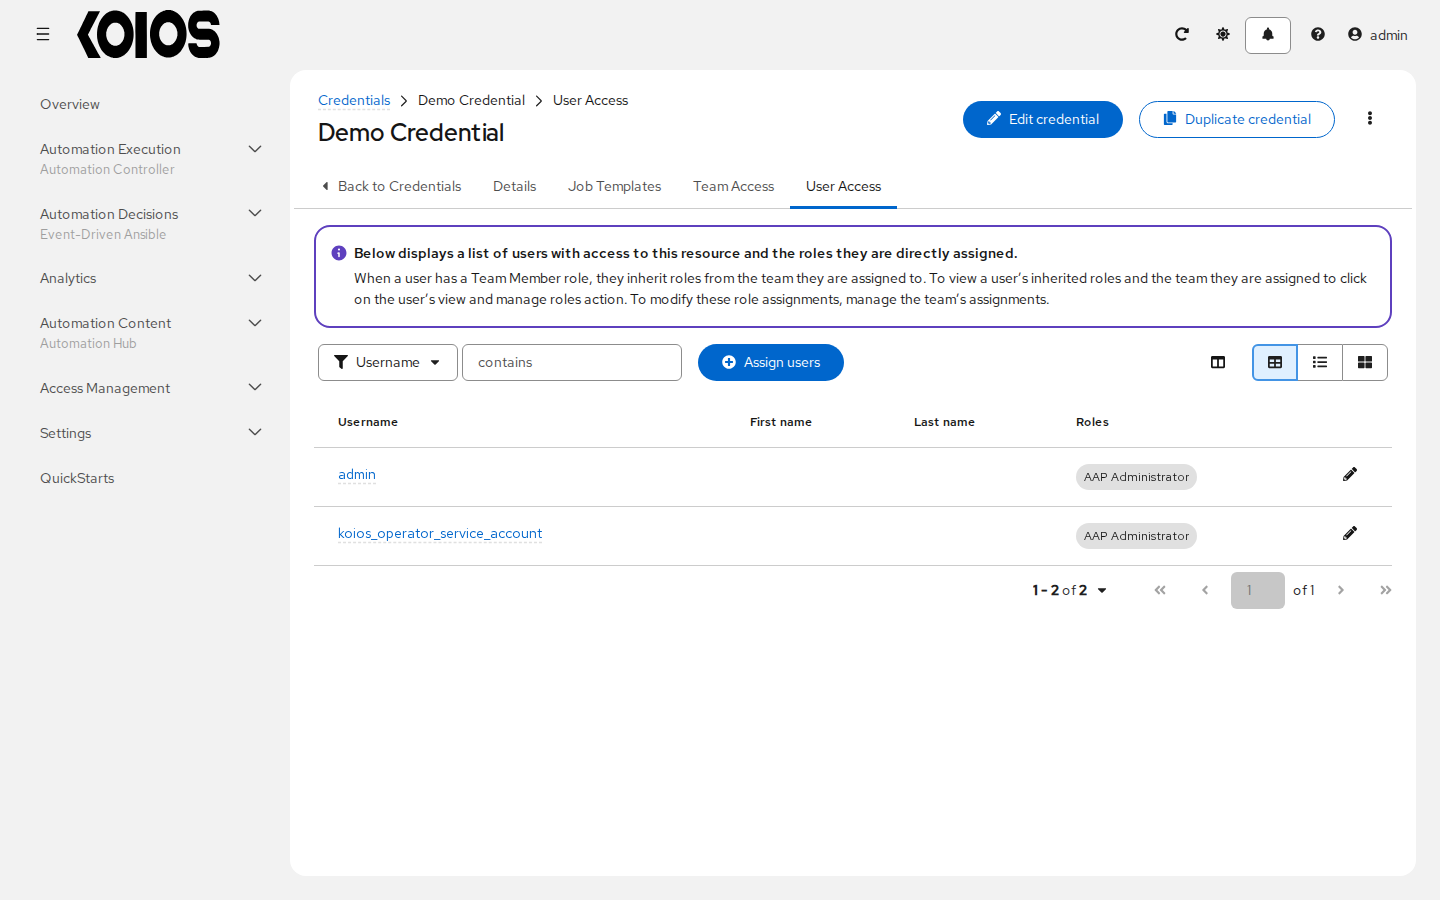 KOIOS
admin
Overview
Automation Execution
Automation Controller
Automation Decisions
Event-Driven Ansible
Analytics
Automation Content
Automation Hub
Access Management
Settings
QuickStarts
Credentials > Demo Credential > User Access
Demo Credential
Edit credential
Duplicate credential
Back to Credentials
Details
Job Templates
Team Access
User Access
Below displays a list of users with access to this resource and the roles they are directly assigned.
When a user has a Team Member role, they inherit roles from the team they are assigned to. To view a user’s inherited roles and the team they are assigned to click
on the user’s view and manage roles action. To modify these role assignments, manage the team’s assignments.
Username
contains
Assign users
Username First name Last name Roles
admin AAP Administrator
koios_operator_service_account AAP Administrator
1 - 2 of 2
1 of 1